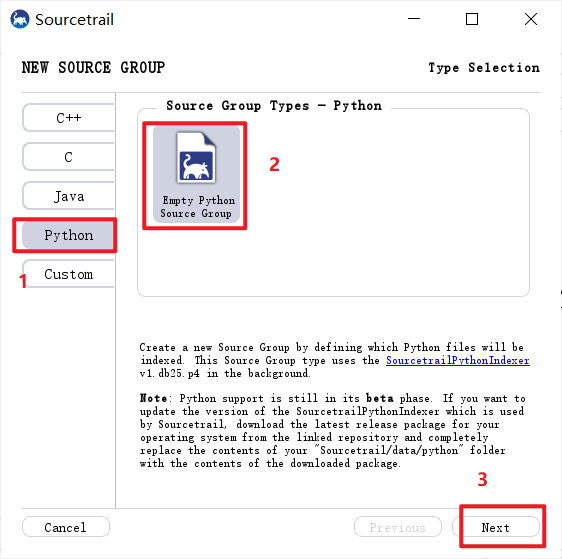 Sourcetrail
NEW SOURCE GROUP
Type Selection
C++
C
Java
Python
1
Custom
Source Group Types – Python
Empty Python
Source Group
2
Create a new Source Group by defining which Python files will be
indexed. This Source Group type uses the SourcetrailPythonIndexer
v1.db25.p4 in the background.
Note: Python support is still in its beta phase. If you want to
update the version of the SourcetrailPythonIndexer which is used
by Sourcetrail, download the latest release package for your
operating system from the linked repository and completely
replace the contents of your "Sourcetrail/data/python" folder
with the contents of the downloaded package.
3
Cancel
Previous
Next